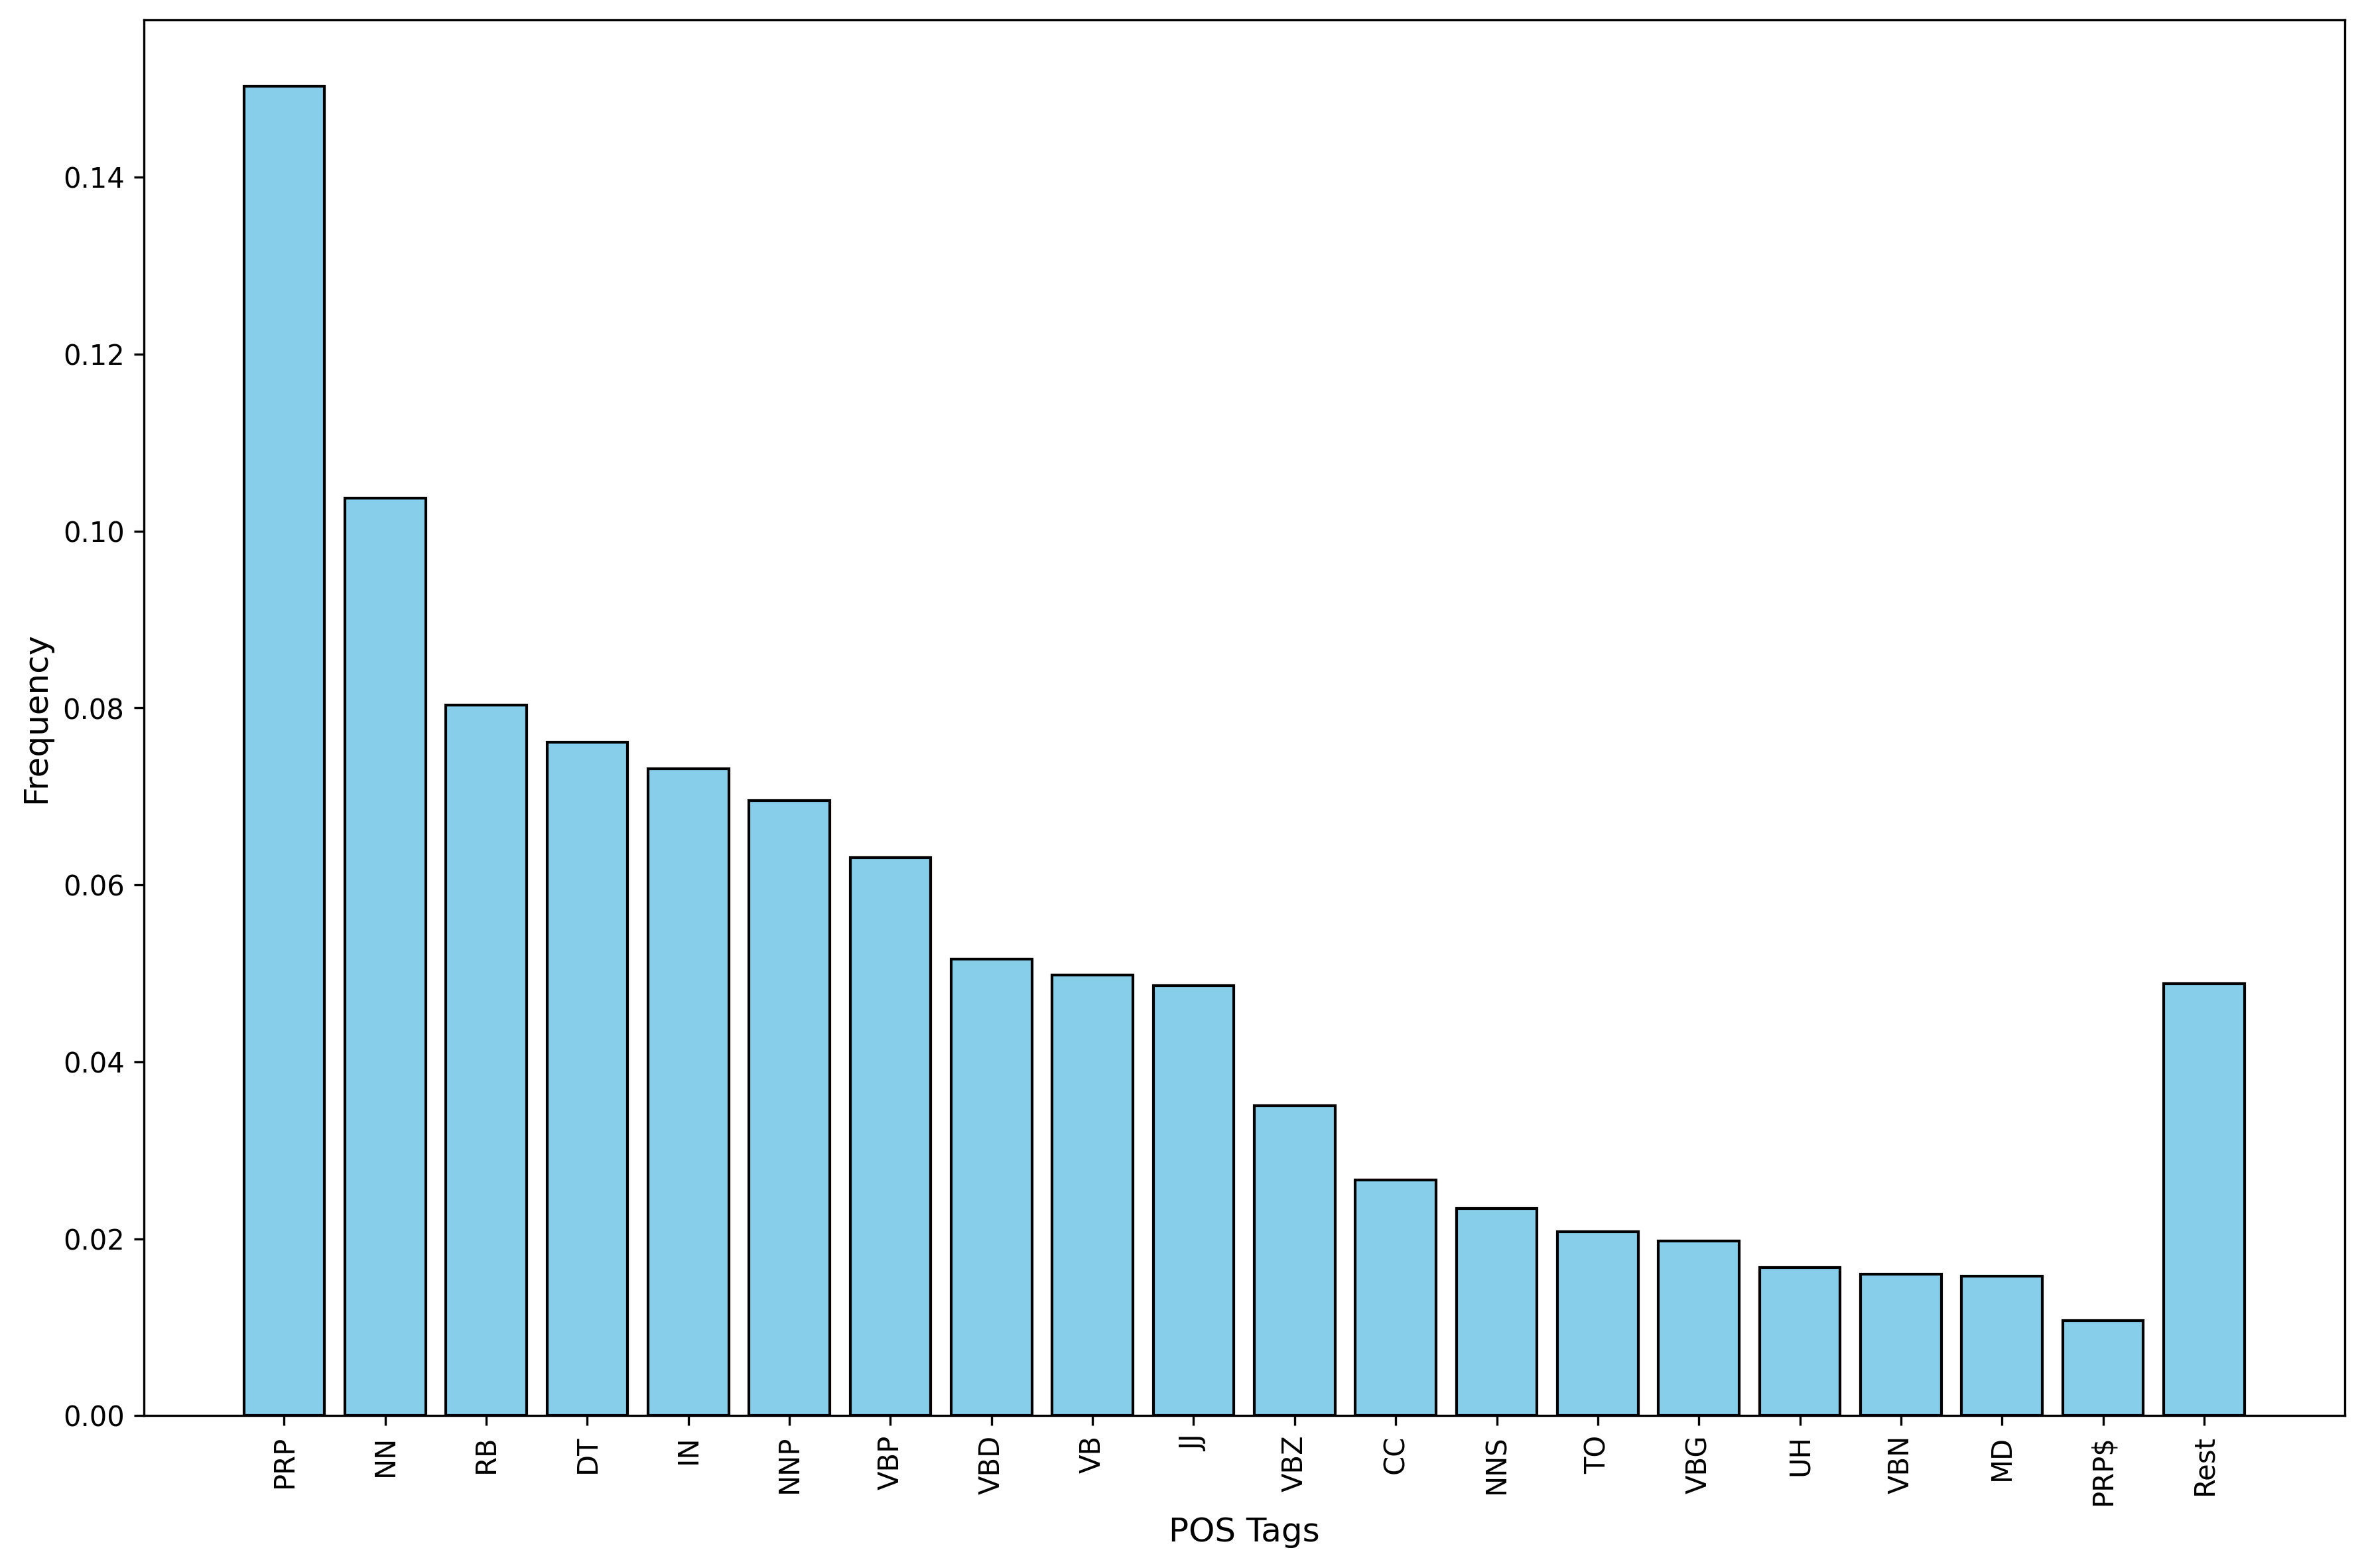 0.14
0.12
0.10
0.08
0.06
0.04
0.02
0.00
Frequency
PRP
NN
RB
DT
IN
NNP
VBP
VBD
VB
JJ
VBZ
CC
NNS
TO
VBG
UH
VBN
MD
PRP$
Rest
POS Tags